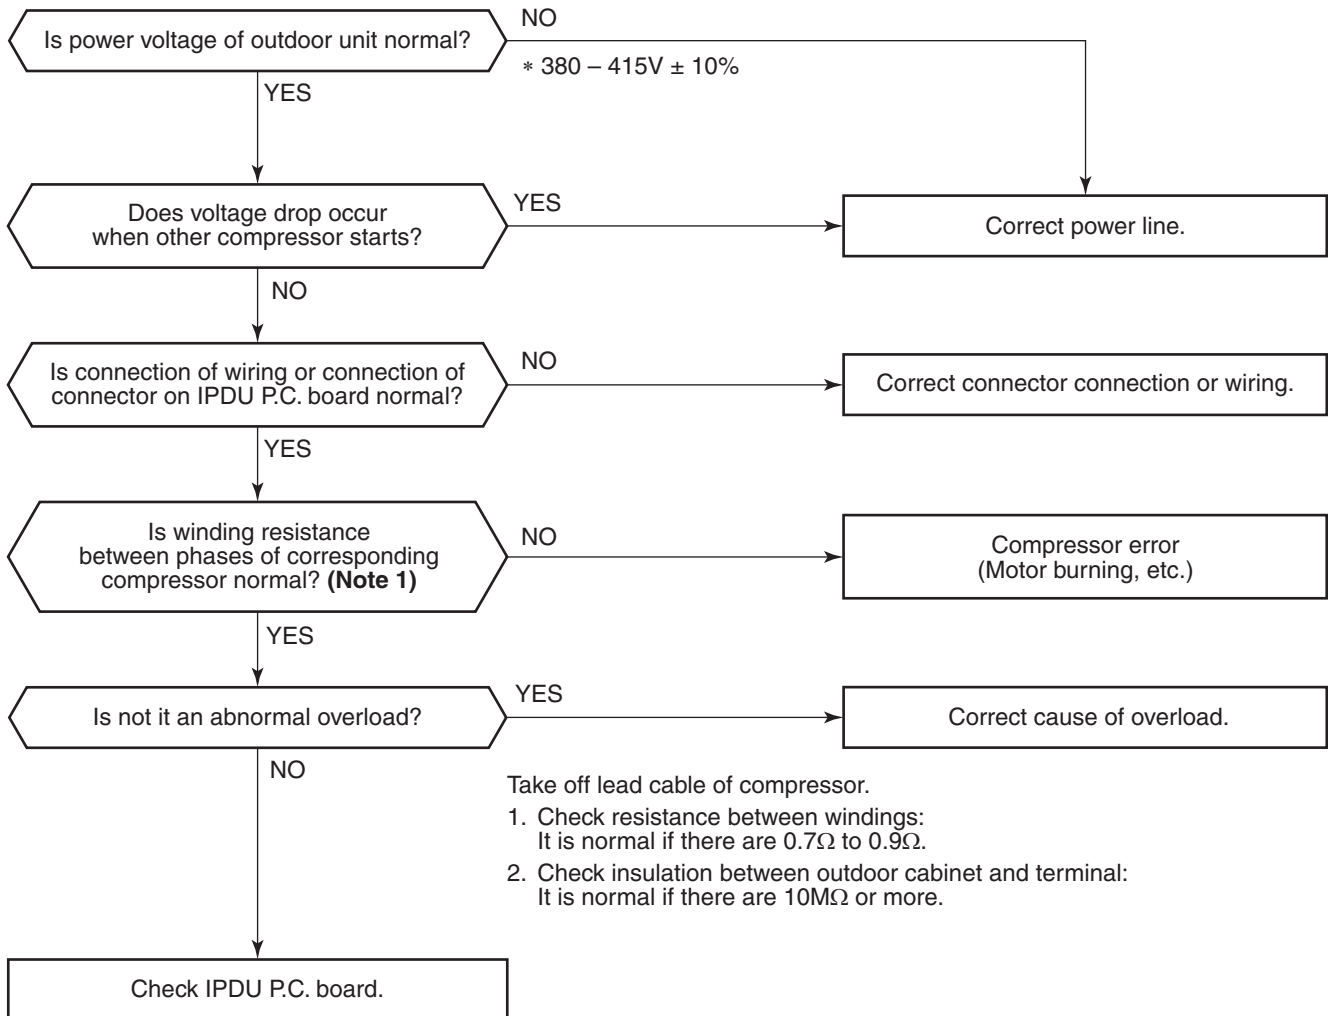 Is power voltage of outdoor unit normal?
NO
∗ 380 – 415V ± 10%
YES
Does voltage drop occur
when other compressor starts?
YES
Correct power line.
NO
Is connection of wiring or connection of
connector on IPDU P.C. board normal?
NO
Correct connector connection or wiring.
YES
Is winding resistance
between phases of corresponding
compressor normal? (Note 1)
NO
Compressor error
(Motor burning, etc.)
YES
Is not it an abnormal overload?
YES
Correct cause of overload.
NO
Take off lead cable of compressor.
1. Check resistance between windings:
It is normal if there are 0.7Ω to 0.9Ω.
2. Check insulation between outdoor cabinet and terminal:
It is normal if there are 10MΩ or more.
Check IPDU P.C. board.